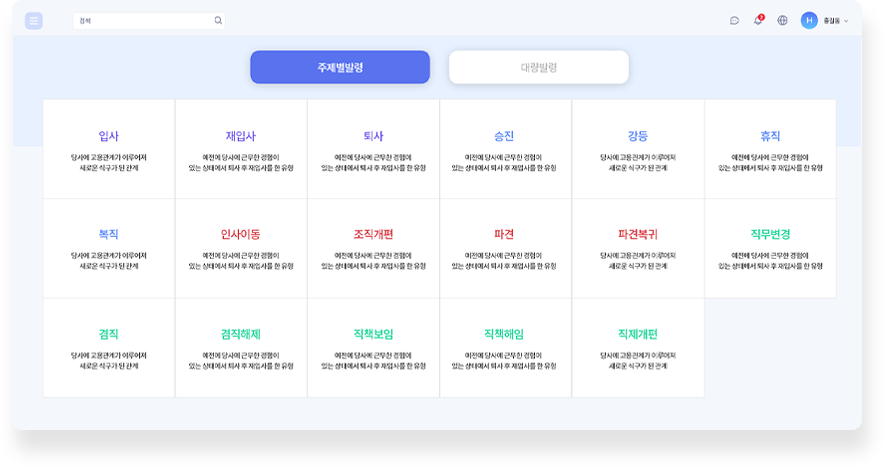 검색
2
H
홍길동
주제별발령
대량발령
입사
당사에 고용관계가 이루어져
새로운 식구가 된 관계
재입사
예전에 당사에 근무한 경험이
있는 상태에서 퇴사 후 재입사를 한 유형
퇴사
예전에 당사에 근무한 경험이
있는 상태에서 퇴사 후 재입사를 한 유형
승진
예전에 당사에 근무한 경험이
있는 상태에서 퇴사 후 재입사를 한 유형
강등
당사에 고용관계가 이루어져
새로운 식구가 된 관계
휴직
예전에 당사에 근무한 경험이
있는 상태에서 퇴사 후 재입사를 한 유형
복직
당사에 고용관계가 이루어져
새로운 식구가 된 관계
인사이동
예전에 당사에 근무한 경험이
있는 상태에서 퇴사 후 재입사를 한 유형
조직개편
예전에 당사에 근무한 경험이
있는 상태에서 퇴사 후 재입사를 한 유형
파견
예전에 당사에 근무한 경험이
있는 상태에서 퇴사 후 재입사를 한 유형
파견복귀
당사에 고용관계가 이루어져
새로운 식구가 된 관계
직무변경
예전에 당사에 근무한 경험이
있는 상태에서 퇴사 후 재입사를 한 유형
겸직
당사에 고용관계가 이루어져
새로운 식구가 된 관계
겸직해제
예전에 당사에 근무한 경험이
있는 상태에서 퇴사 후 재입사를 한 유형
직책보임
예전에 당사에 근무한 경험이
있는 상태에서 퇴사 후 재입사를 한 유형
직책해임
예전에 당사에 근무한 경험이
있는 상태에서 퇴사 후 재입사를 한 유형
직제개편
당사에 고용관계가 이루어져
새로운 식구가 된 관계